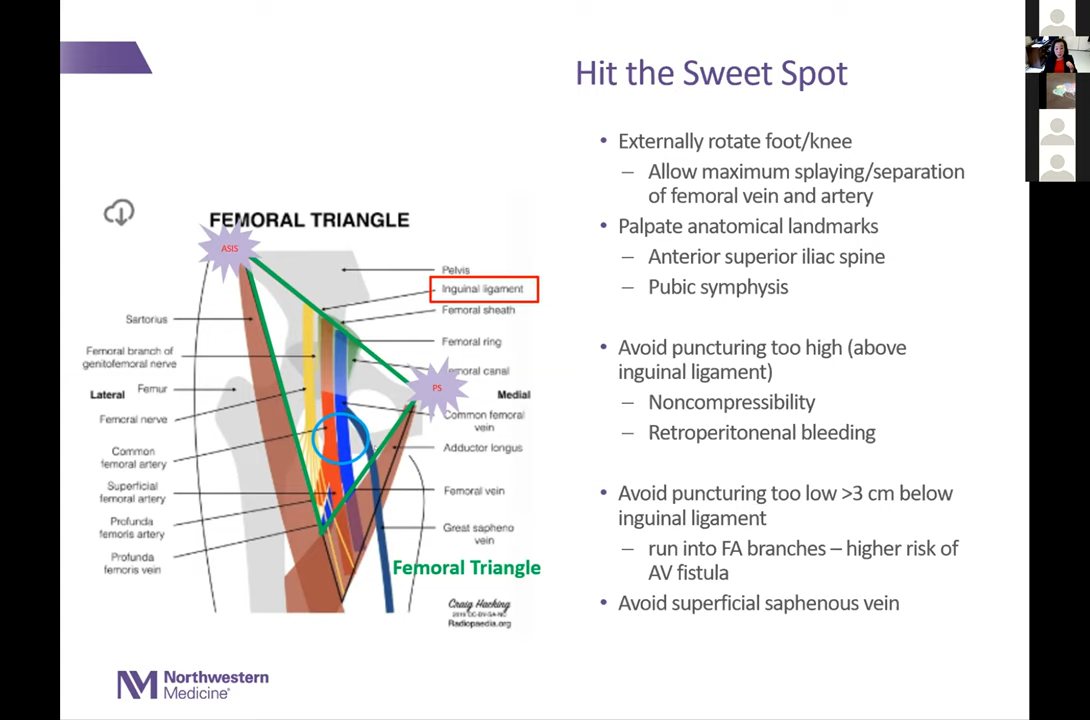 Hit the Sweet Spot
• Externally rotate foot/knee
– Allow maximum splaying/separation
of femoral vein and artery
• Palpate anatomical landmarks
– Anterior superior iliac spine
– Pubic symphysis
• Avoid puncturing too high (above
inguinal ligament)
– Noncompressibility
– Retroperitonenal bleeding
• Avoid puncturing too low >3 cm below
inguinal ligament
– run into FA branches – higher risk of
AV fistula
• Avoid superficial saphenous vein
FEMORAL TRIANGLE
ASIS
Pelvis
Inguinal ligament
Femoral sheath
Femoral ring
emoral canal
PS
Medial
Common femoral
vein
Adductor longus
Femoral vein
Great sapheno
vein
Sartorius
Femoral branch of
genitofemoral nerve
Lateral
Femur
Femoral nerve
Common
femoral artery
Superficial
femoral artery
Profunda
femoris artery
Profunda
femoris vein
Femoral Triangle
Craig Hacking
Radiopaedia.org
NM Northwestern
Medicine®